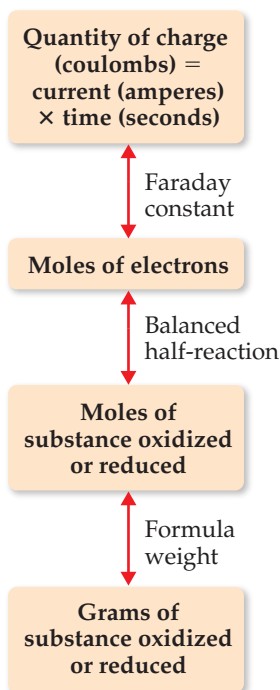 Quantity of charge
(coulombs) =
current (amperes)
× time (seconds)
Faraday
constant
Moles of electrons
Balanced
half-reaction
Moles of
substance oxidized
or reduced
Formula
weight
Grams of
substance oxidized
or reduced